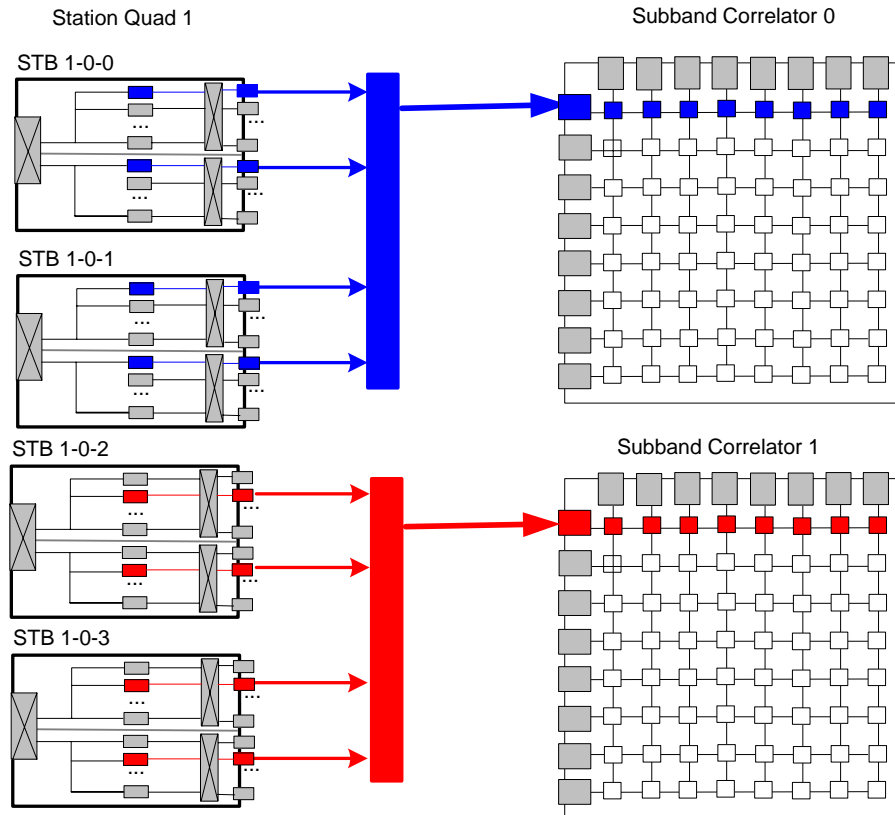 Station Quad 1
Subband Correlator 0
STB 1-0-0
...
...
...
...
STB 1-0-1
...
...
...
...
STB 1-0-2
Subband Correlator 1
...
...
...
...
STB 1-0-3
...
...
...
...